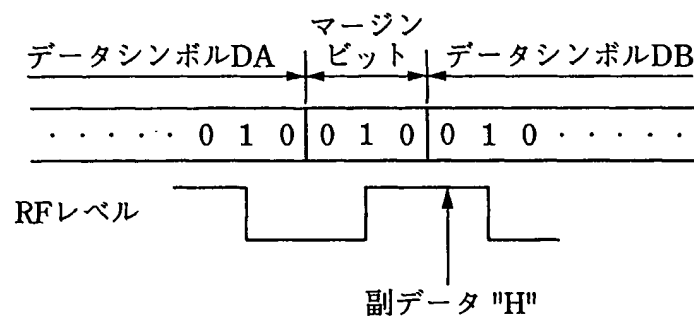 マージン
データシンボルDA ビット データシンボルDB
· · · · · 0 1 0 0 1 0 0 1 0 · · · · ·
RFレベル
副データ "H"